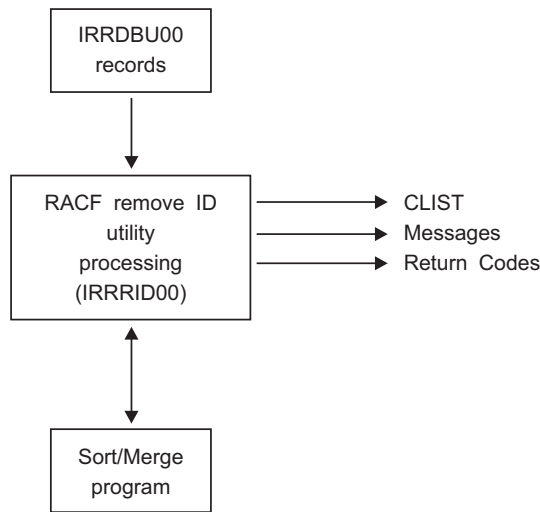 IRRDBU00
records
RACF remove ID
utility
processing
(IRRRID00)
CLIST
Messages
Return Codes
Sort/Merge
program